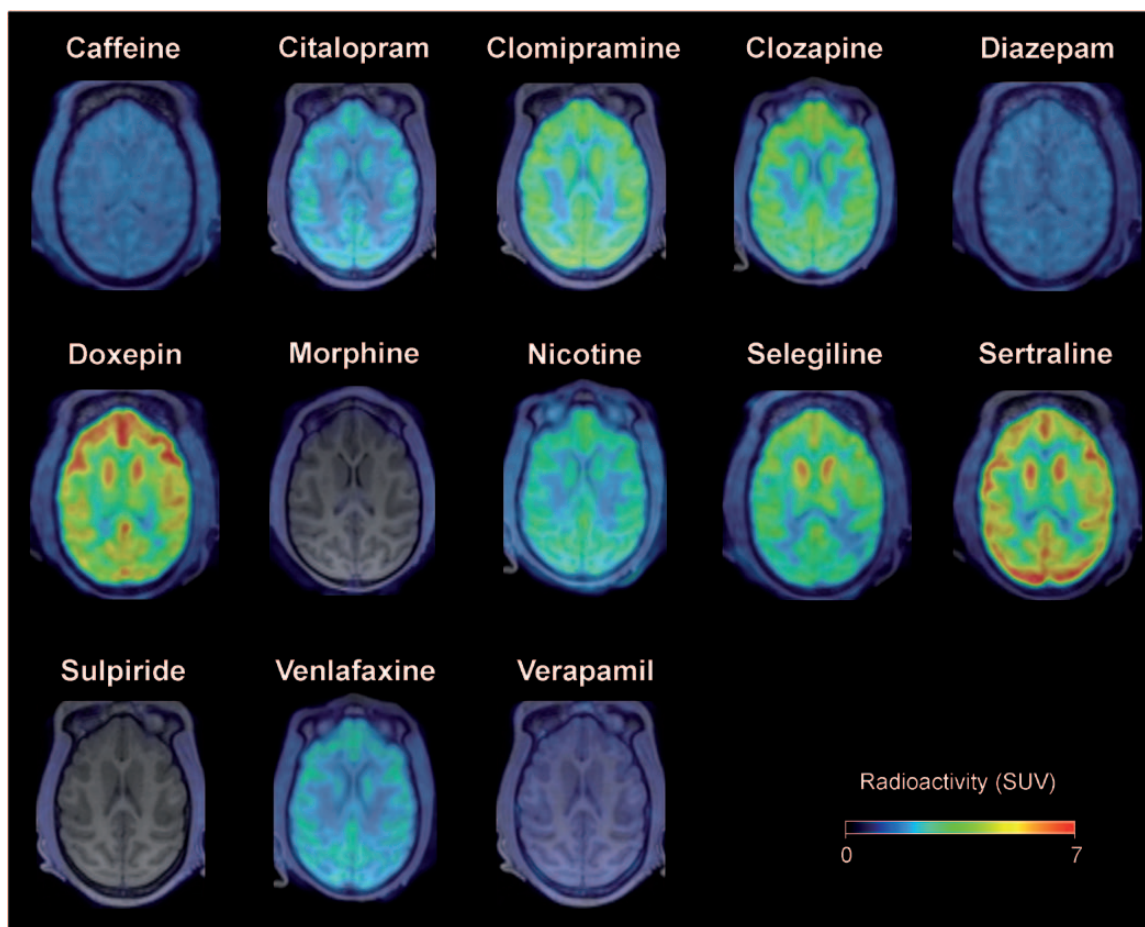 Caffeine Citalopram Clomipramine Clozapine Diazepam
Doxepin Morphine Nicotine Selegiline Sertraline
Sulpiride Venlafaxine Verapamil
Radioactivity (SUV)
0 7